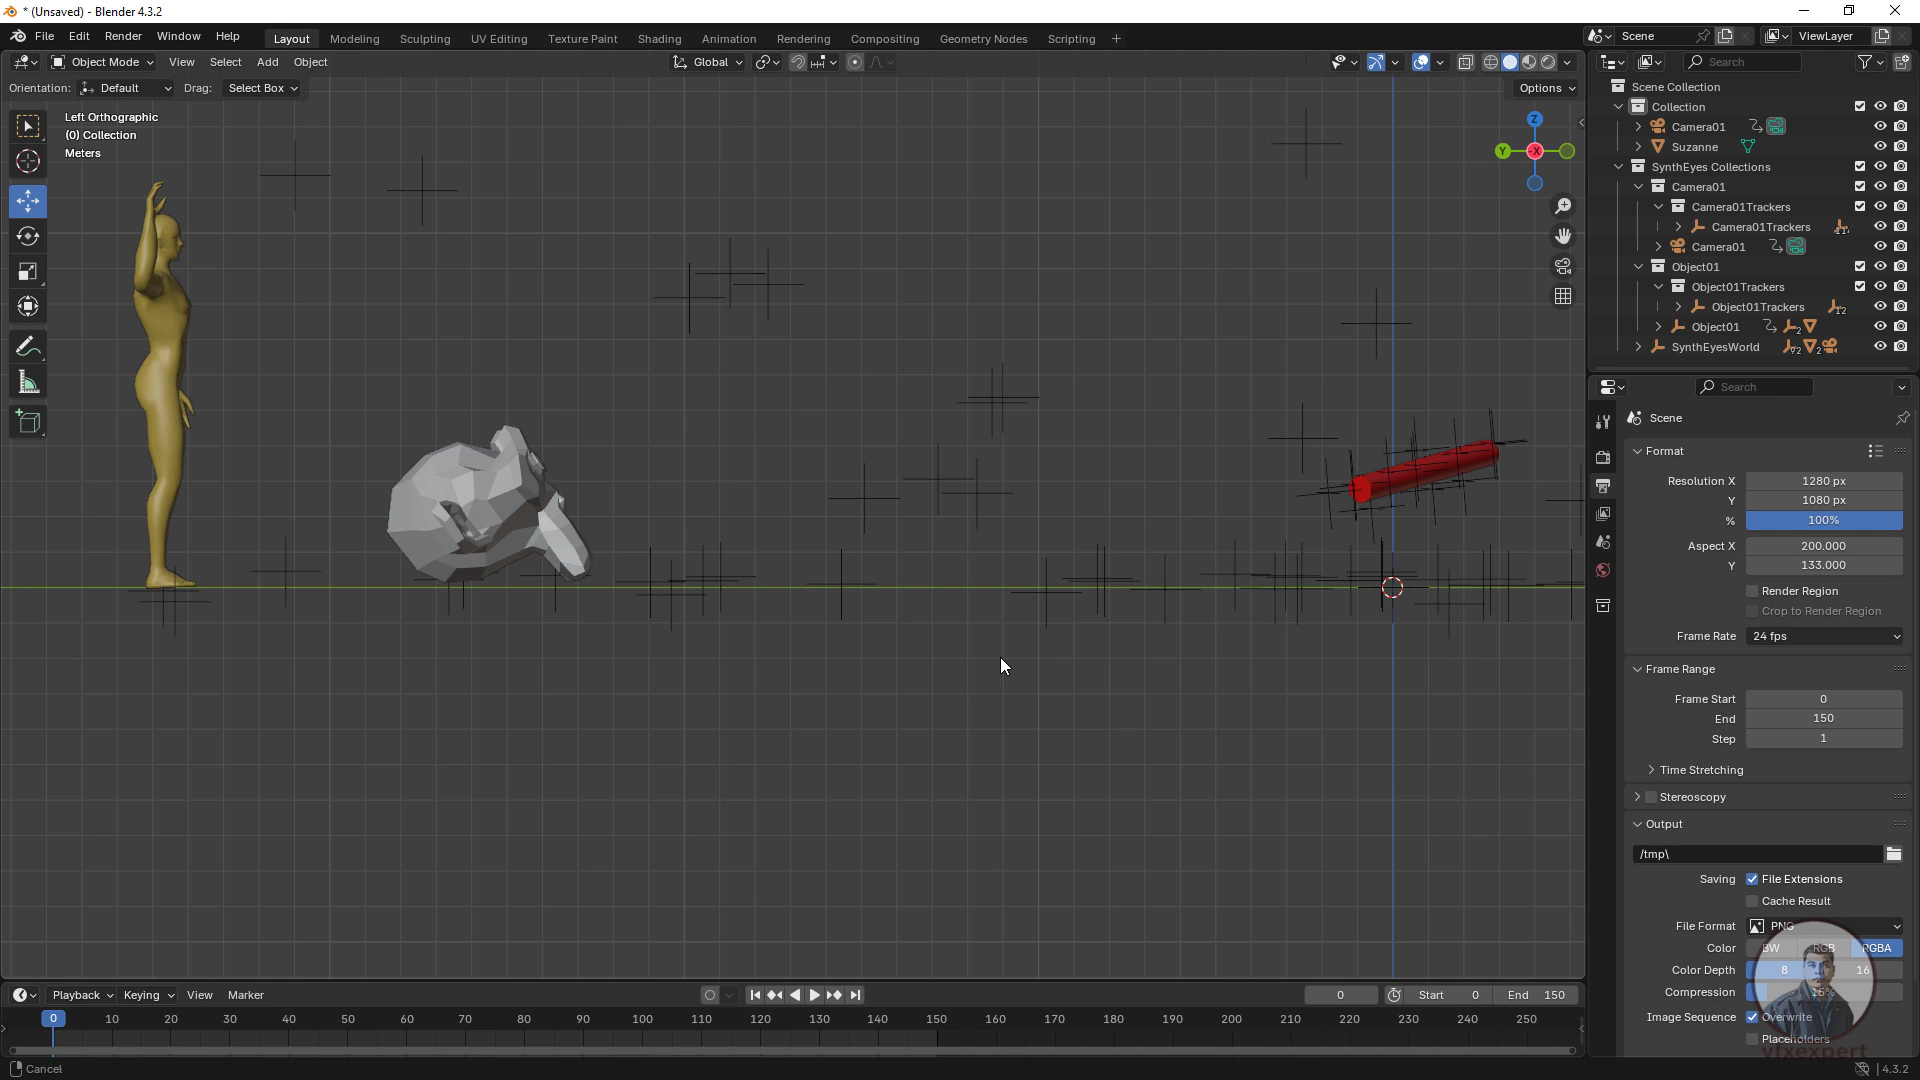 * (Unsaved) - Blender 4.3.2
File Edit Render Window Help
Layout Modeling Sculpting UV Editing Texture Paint Shading Animation Rendering Compositing Geometry Nodes Scripting +
Scene
ViewLayer
Object Mode View Select Add Object
Global
Search
Orientation: Default Drag: Select Box
Options
Left Orthographic
(0) Collection
Meters
Z
Y
-X
Scene Collection
Collection
Camera01
Suzanne
SynthEyes Collections
Camera01
Camera01Trackers
Camera01Trackers
Camera01
Object01
Object01Trackers
Object01Trackers 12
Object01 2
SynthEyesWorld 92 2
Search
Scene
Format
Resolution X 1280 px
Y 1080 px
% 100%
Aspect X 200.000
Y 133.000
Render Region
Crop to Render Region
Frame Rate 24 fps
Frame Range
Frame Start 0
End 150
Step 1
Time Stretching
Stereoscopy
Output
/tmp\
Saving File Extensions
Cache Result
File Format PNG
Color BW RGB RGBA
Color Depth 8 16
Compression 15%
Image Sequence Overwrite
Placeholders
vfxexpert
Playback Keying View Marker
0 Start 0 End 150
0 10 20 30 40 50 60 70 80 90 100 110 120 130 140 150 160 170 180 190 200 210 220 230 240 250
Cancel
4.3.2